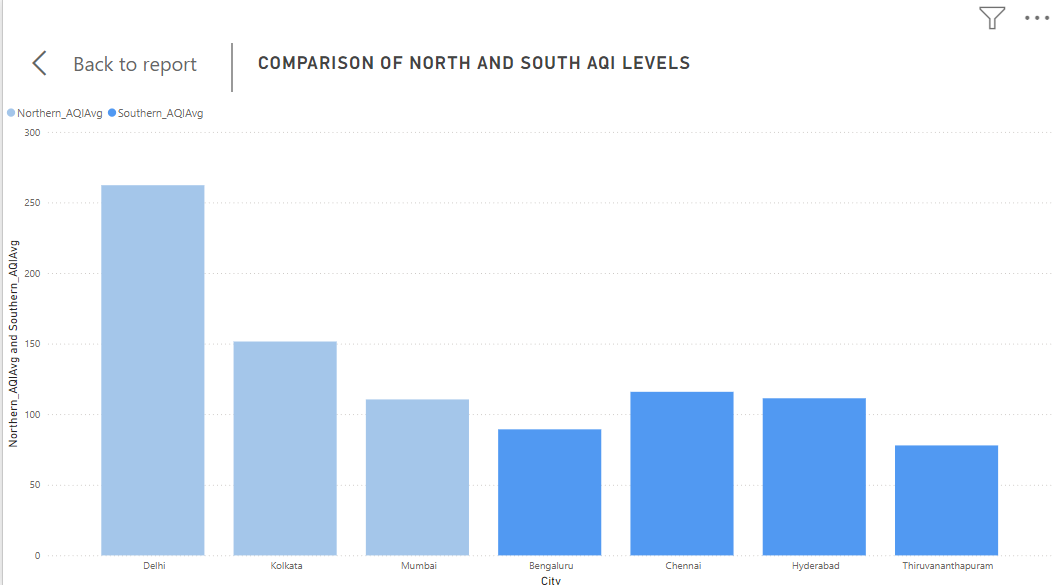 Back to report
COMPARISON OF NORTH AND SOUTH AQI LEVELS
Northern_AQIAvg Southern_AQIAvg
Northern_AQIAvg and Southern_AQIAvg
300
250
200
150
100
50
0
Delhi Kolkata Mumbai Bengaluru Chennai Hyderabad Thiruvananthapuram
City